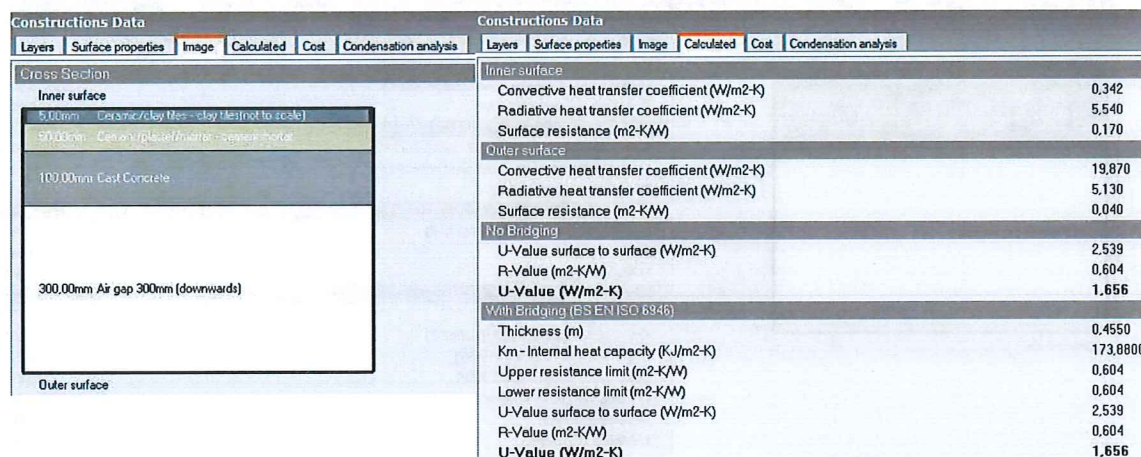 Constructions Data
Layers Surface properties Image Calculated Cost Condensation analysis
Cross Section
Inner surface
5,00mm Ceramic/clay tiles - clay tiles(not to scale)
50,00mm Cement/plaster/mortar - cement mortar
100,00mm Cast Concrete
300,00mm Air gap 300mm (downwards)
Outer surface
Constructions Data
Layers Surface properties Image Calculated Cost Condensation analysis
Inner surface
Convective heat transfer coefficient (W/m2-K) 0,342
Radiative heat transfer coefficient (W/m2-K) 5,540
Surface resistance (m2-K/W) 0,170
Outer surface
Convective heat transfer coefficient (W/m2-K) 19,870
Radiative heat transfer coefficient (W/m2-K) 5,130
Surface resistance (m2-K/W) 0,040
No Bridging
U-Value surface to surface (W/m2-K) 2,539
R-Value (m2-K/W) 0,604
U-Value (W/m2-K) 1,656
With Bridging (BS EN ISO 6946)
Thickness (m) 0,4550
Km - Internal heat capacity (KJ/m2-K) 173,8800
Upper resistance limit (m2-K/W) 0,604
Lower resistance limit (m2-K/W) 0,604
U-Value surface to surface (W/m2-K) 2,539
R-Value (m2-K/W) 0,604
U-Value (W/m2-K) 1,656